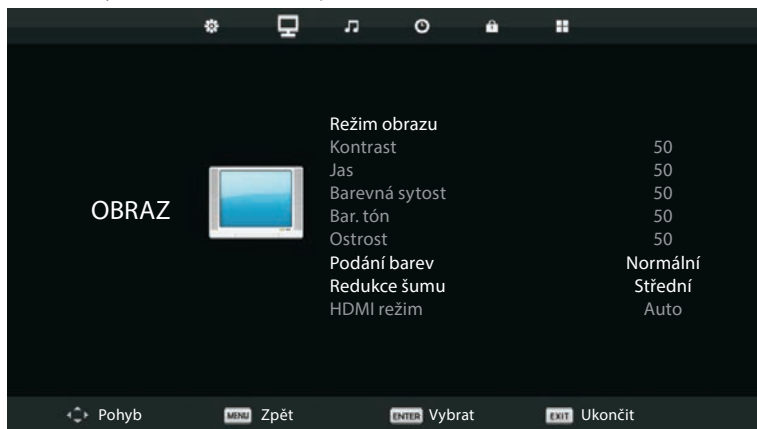 Režim obrazu
Kontrast 50
Jas 50
Barevná sytost 50
OBRAZ
Bar. tón 50
Ostrost 50
Podání barev Normální
Redukce šumu Střední
HDMI režim Auto
Pohyb MENU Zpět ENTER Vybrat EXIT Ukončit